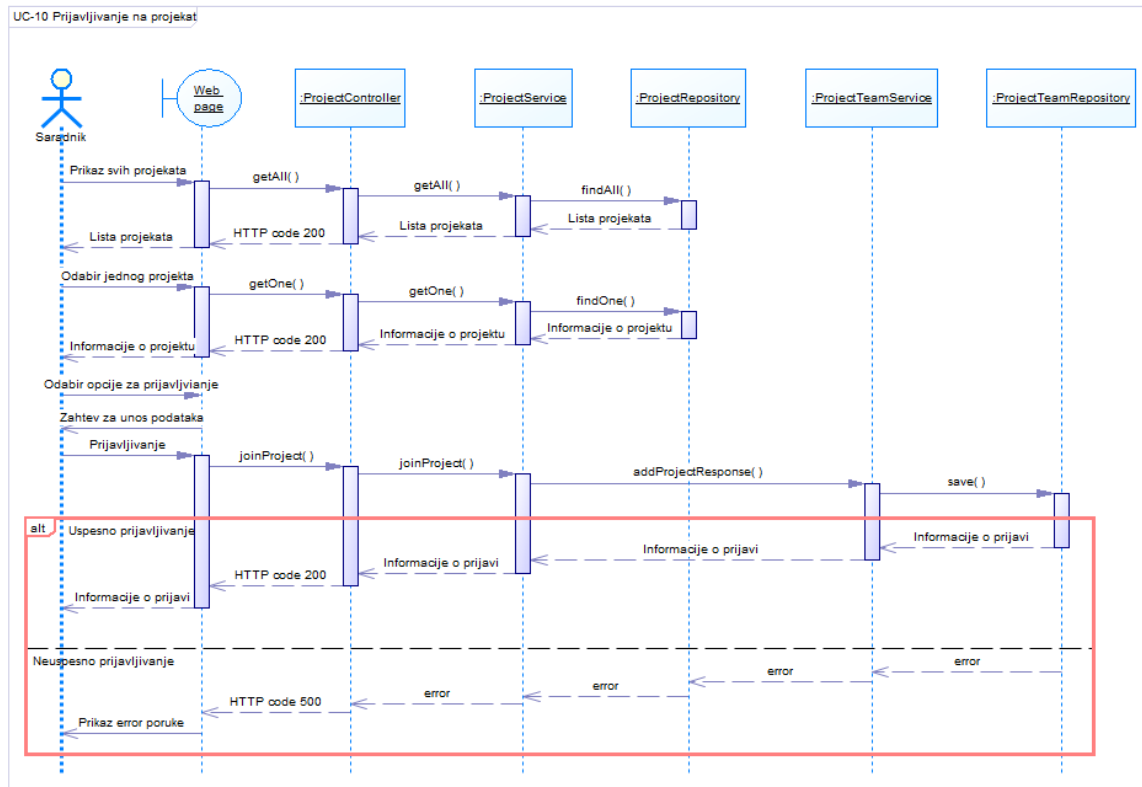 UC-10 Prijavljivanje na projekat
Web
page
:ProjectController
:ProjectService
:ProjectRepository
:ProjectTeamService
:ProjectTeamRepository
Saradnik
Prikaz svih projekata
getAll( )
getAll( )
findAll( )
Lista projekata
Lista projekata
HTTP code 200
Lista projekata
Odabir jednog projekta
getOne( )
getOne( )
findOne( )
Informacije o projektu
Informacije o projektu
HTTP code 200
Informacije o projektu
Odabir opcije za prijavljvianje
Zahtev za unos podataka
Prijavljivanje
joinProject( )
joinProject( )
addProjectResponse( )
save( )
alt
Uspesno prijavljivanje
Informacije o prijavi
Informacije o prijavi
Informacije o prijavi
HTTP code 200
Informacije o prijavi
Neuspesno prijavljivanje
error
error
error
error
HTTP code 500
Prikaz error poruke